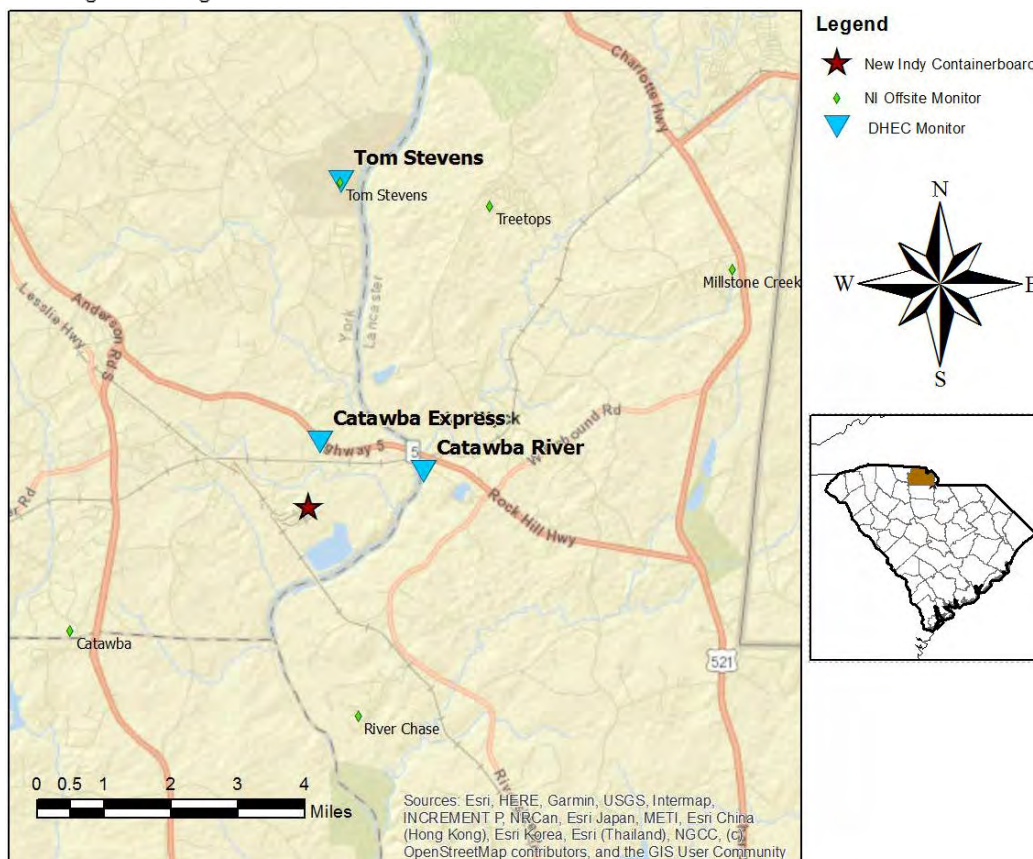 Legend
New Indy Containerboard
NI Offsite Monitor
DHEC Monitor
N
W
E
S
Charlotte Hwy
Tom Stevens
Tom Stevens
Treetops
Millstone Creek
Lesslie Hwy
Anderson Rd S
York
Lancaster
Catawba Express
Highway 5
5
Catawba River
Rock Hill Hwy
Catawba
521
River Chase
0 0.5 1 2 3 4
Miles
Sources: Esri, HERE, Garmin, USGS, Intermap,
INCREMENT P, NRCan, Esri Japan, METI, Esri China
(Hong Kong), Esri Korea, Esri (Thailand), NGCC, (c)
OpenStreetMap contributors, and the GIS User Community